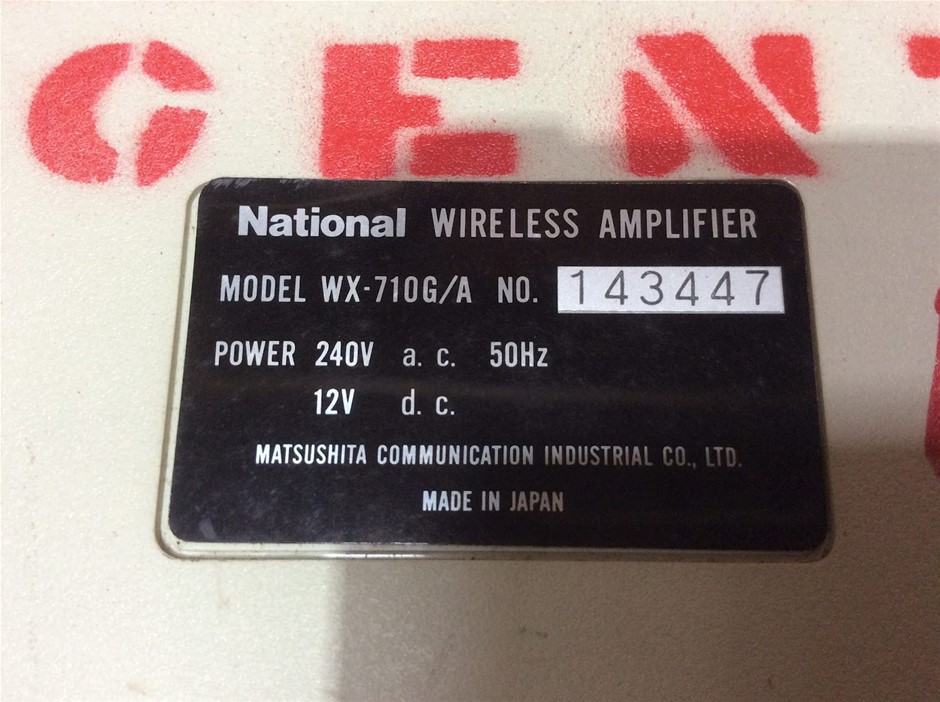 CENT
National WIRELESS AMPLIFIER
MODEL WX-710G/A NO. 143447
POWER 240V a. c. 50Hz
12V d. c.
MATSUSHITA COMMUNICATION INDUSTRIAL CO., LTD.
MADE IN JAPAN